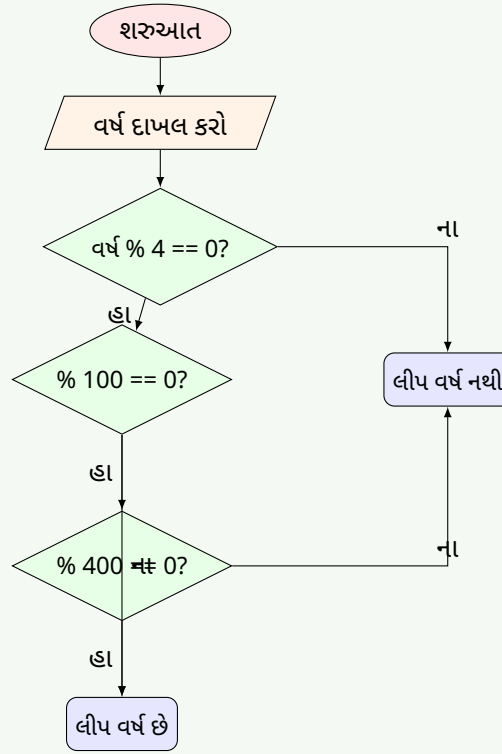 શરુઆત
વર્ષ દાખલ કરો
વર્ષ % 4 == 0?
ના
હા
% 100 == 0?
લીપ વર્ષ નથી
હા
% 400 == 0?
ના
ના
હા
લીપ વર્ષ છે